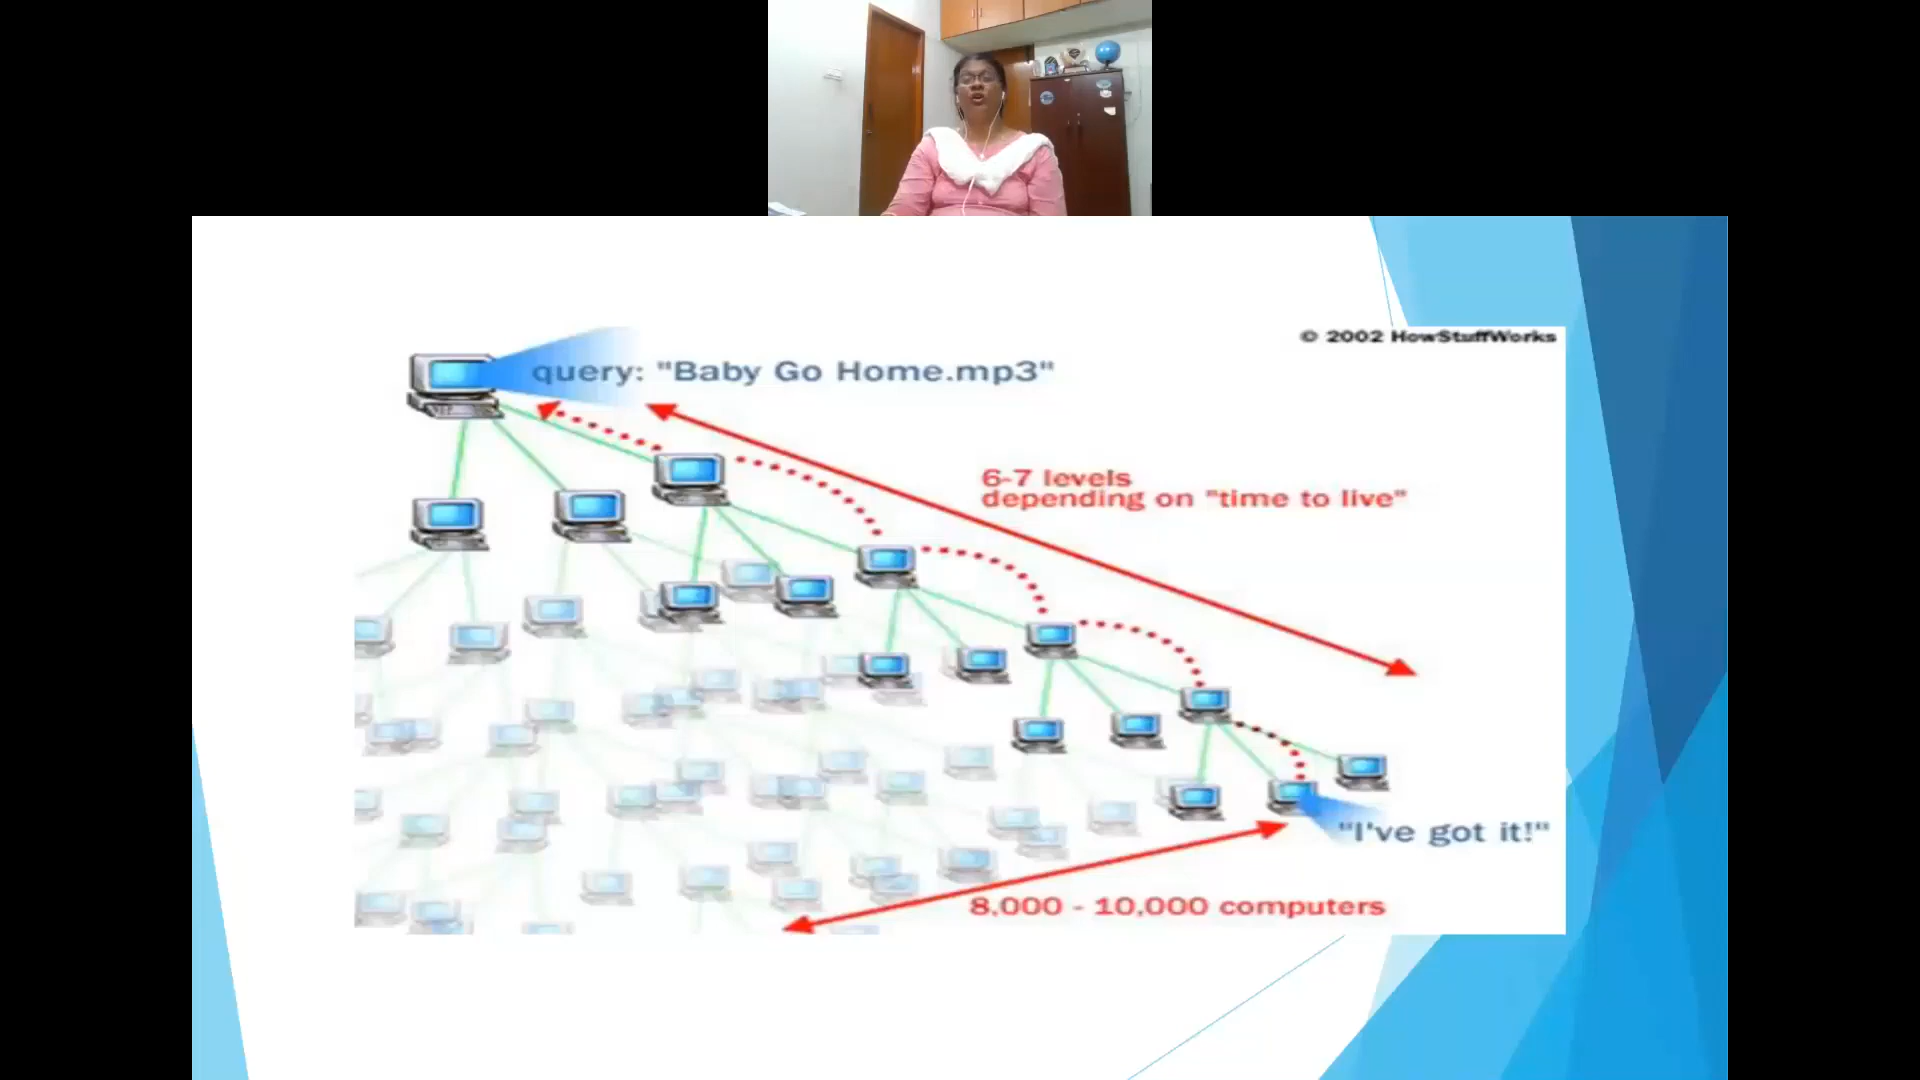 © 2002 HowStuffWorks
query: "Baby Go Home.mp3"
6-7 levels
depending on "time to live"
"I've got it!"
8,000 - 10,000 computers